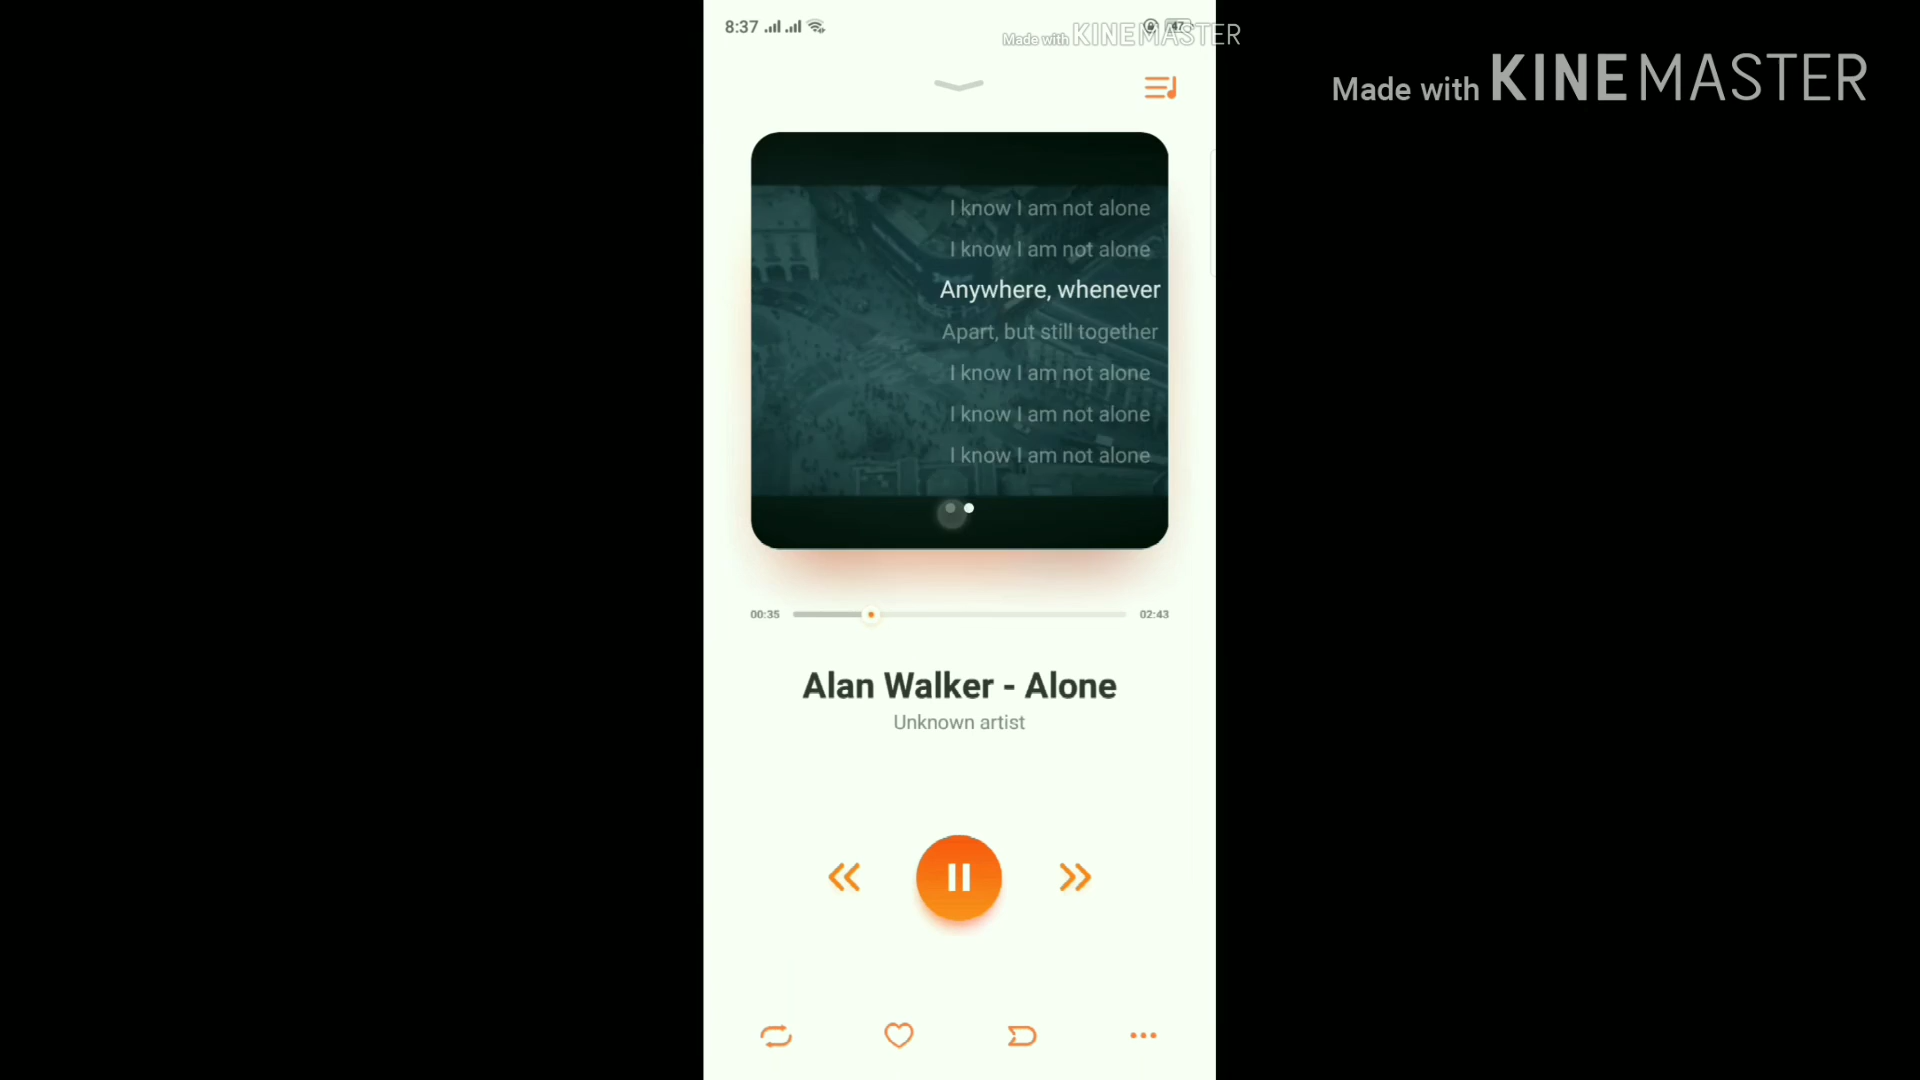 8:37
47
Made with KINEMASTER
Made with KINEMASTER
I know I am not alone
I know I am not alone
Anywhere, whenever
Apart, but still together
I know I am not alone
I know I am not alone
I know I am not alone
00:35
02:43
Alan Walker - Alone
Unknown artist